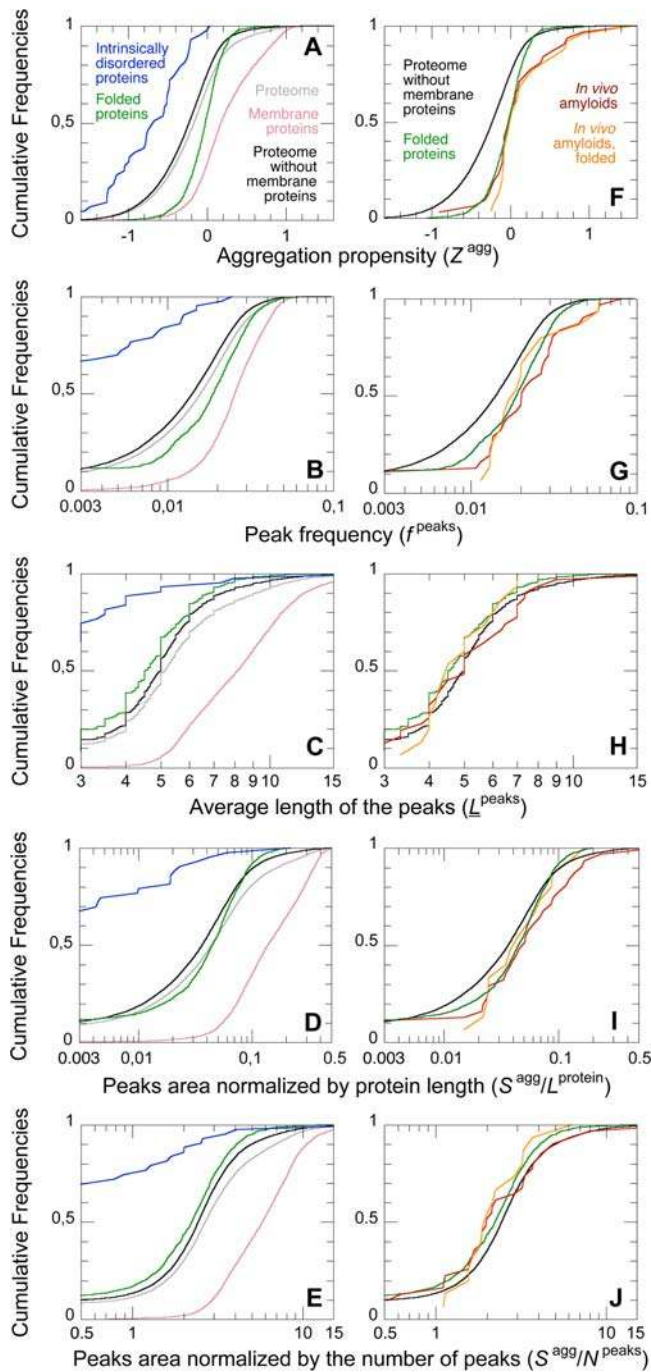 Cumulative Frequencies
1
0,5
0
A
Intrinsically
disordered
proteins
Folded
proteins
Proteome
Membrane
proteins
Proteome
without
membrane
proteins
-1
0
1
1
0,5
0
F
Proteome
without
membrane
proteins
Folded
proteins
In vivo
amyloids
In vivo
amyloids,
folded
-1
0
1
Aggregation propensity (Z^agg)
Cumulative Frequencies
1
0,5
0
B
0.003
0,01
0,1
1
0.5
0
G
0.003
0.01
0.1
Peak frequency (f^peaks)
Cumulative Frequencies
1
0,5
0
C
3 4 5 6 7 8 9 10 15
1
0.5
0
H
3 4 5 6 7 8 9 10 15
Average length of the peaks (L^peaks)
Cumulative Frequencies
1
0,5
0
D
0.003
0,01
0,1
0.5
1
0.5
0
I
0.003
0.01
0.1
0.5
Peaks area normalized by protein length (S^agg/L^protein)
Cumulative Frequencies
1
0,5
0
E
0.5 1 10 15
1
0.5
0
J
0.5 1 10 15
Peaks area normalized by the number of peaks (S^agg/N^peaks)